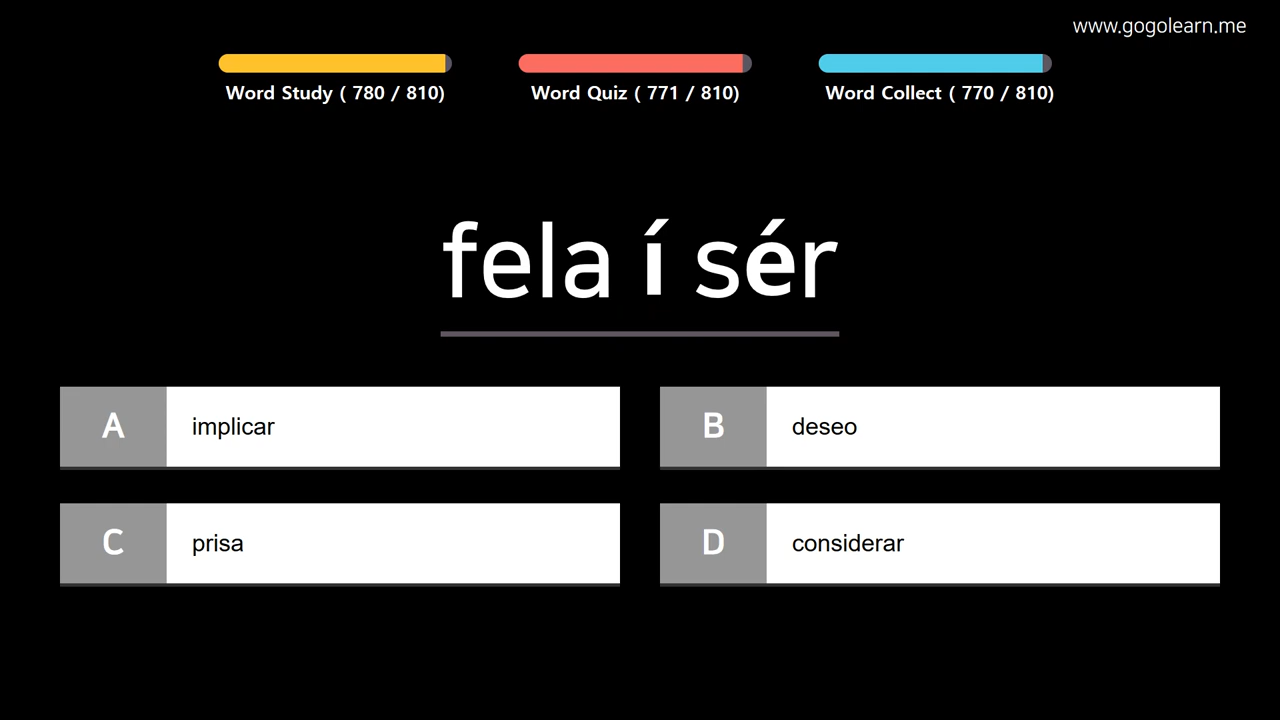 www.gogolearn.me
Word Study ( 780 / 810)
Word Quiz ( 771 / 810)
Word Collect ( 770 / 810)
fela í sér
A implicar
B deseo
C prisa
D considerar